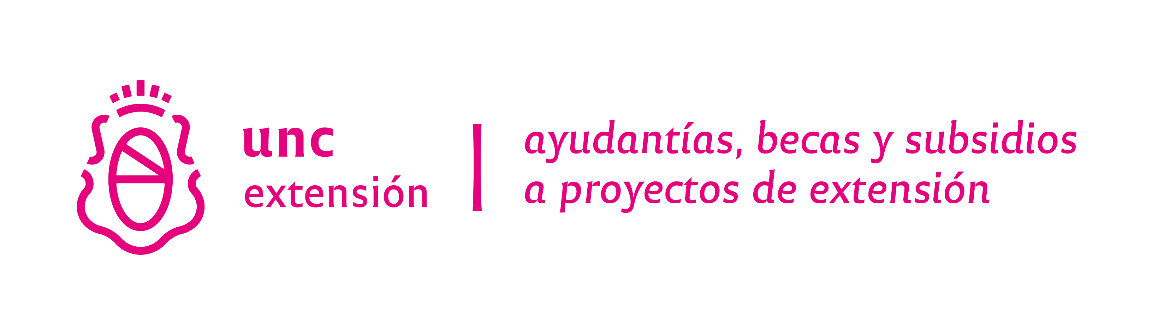 unc
extensión
ayudantías, becas y subsidios
a proyectos de extensión